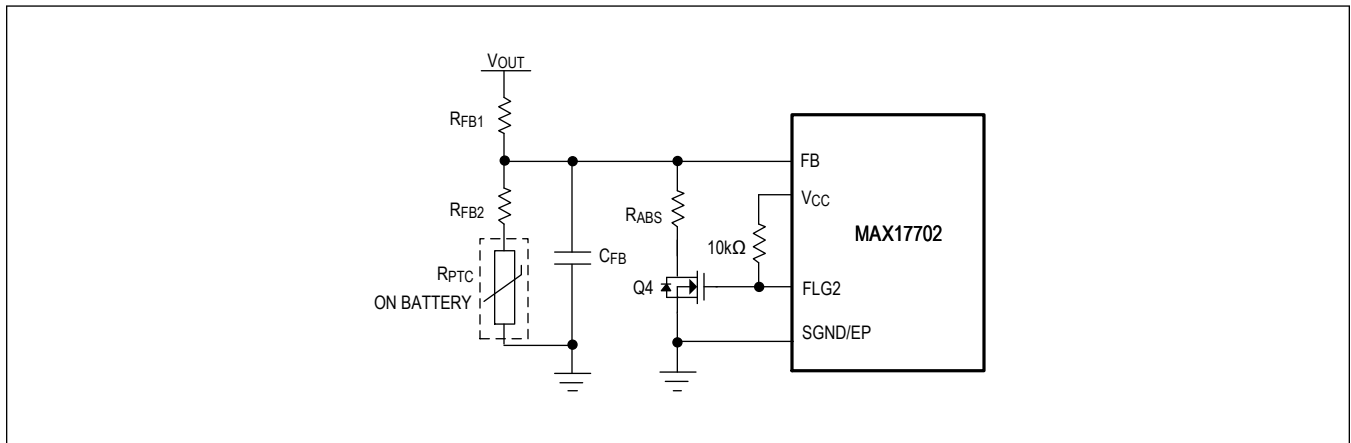 VOUT
RFB1
FB
VCC
RFB2
RABS
MAX17702
10kΩ
CFB
RPTC
Q4
FLG2
ON BATTERY
SGND/EP